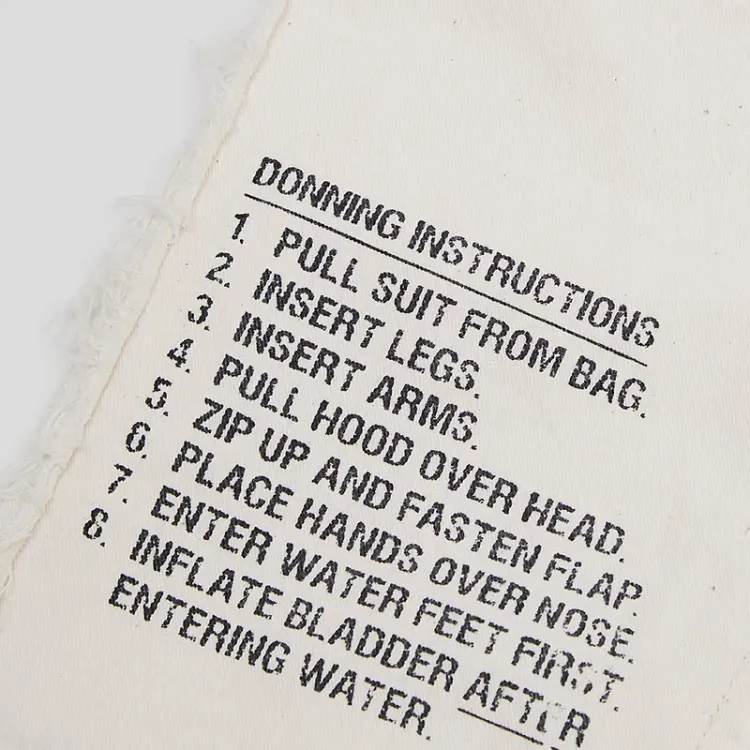 DONNING INSTRUCTIONS
1. PULL SUIT FROM BAG.
2. INSERT LEGS.
3. INSERT ARMS.
4. PULL HOOD OVER HEAD.
5. ZIP UP AND FASTEN FLAP.
6. PLACE HANDS OVER NOSE.
7. ENTER WATER FEET FIRST.
8. INFLATE BLADDER AFTER
ENTERING WATER.